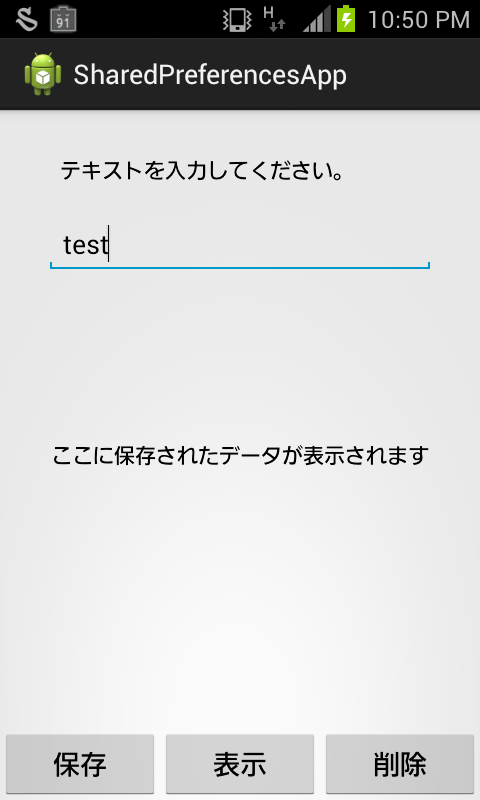 91
H
10:50 PM
SharedPreferencesApp
テキストを入力してください。
test
ここに保存されたデータが表示されます
保存
表示
削除